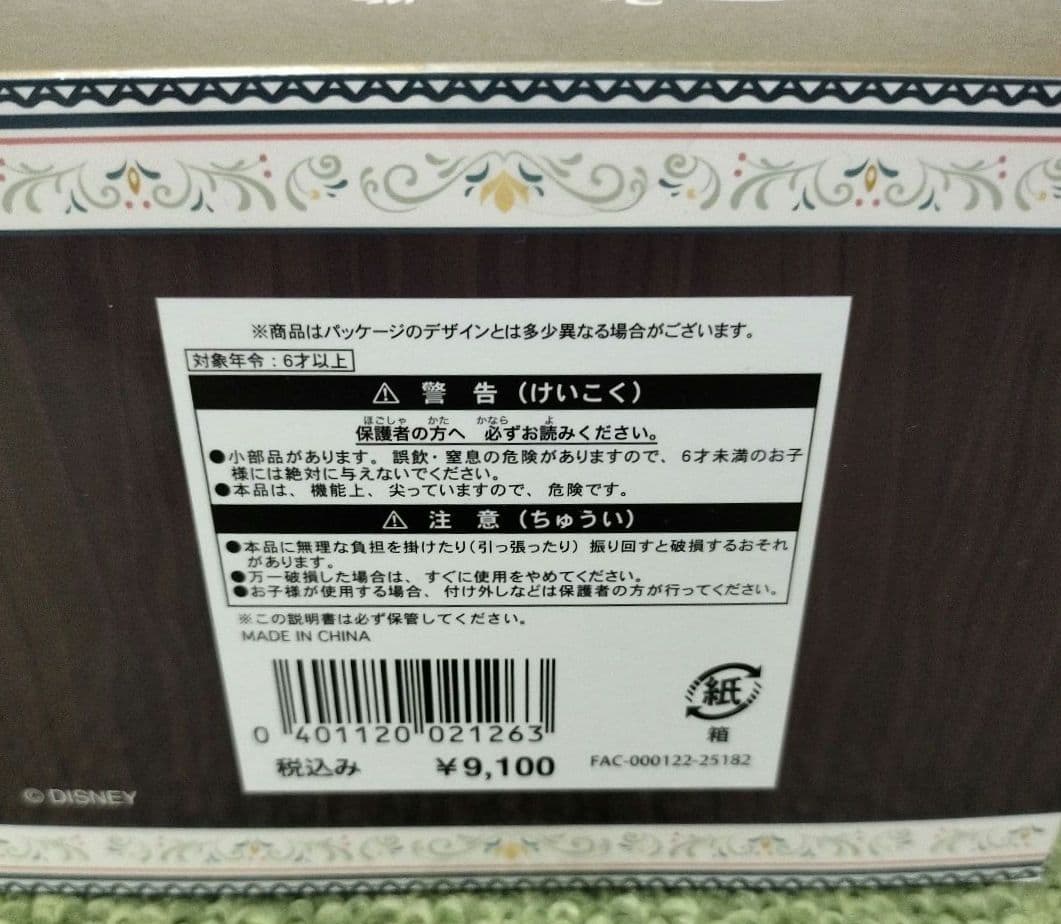 ※商品はパッケージのデザインとは多少異なる場合がございます。
対象年令：6才以上
⚠ 警 告（けいこく）
ほごしゃ かた かなら よ
保護者の方へ 必ずお読みください。
●小部品があります。誤飲・窒息の危険がありますので、6才未満のお子
様には絶対に与えないでください。
●本品は、機能上、尖っていますので、危険です。
⚠ 注 意（ちゅうい）
●本品に無理な負担を掛けたり（引っ張ったり）振り回すと破損するおそれ
があります。
●万一破損した場合は、すぐに使用をやめてください。
●お子様が使用する場合、付け外しなどは保護者の方が行ってください。
※この説明書は必ず保管してください。
MADE IN CHINA
0 401120 021263
紙
箱
税込み ¥9,100
FAC-000122-25182
© DISNEY